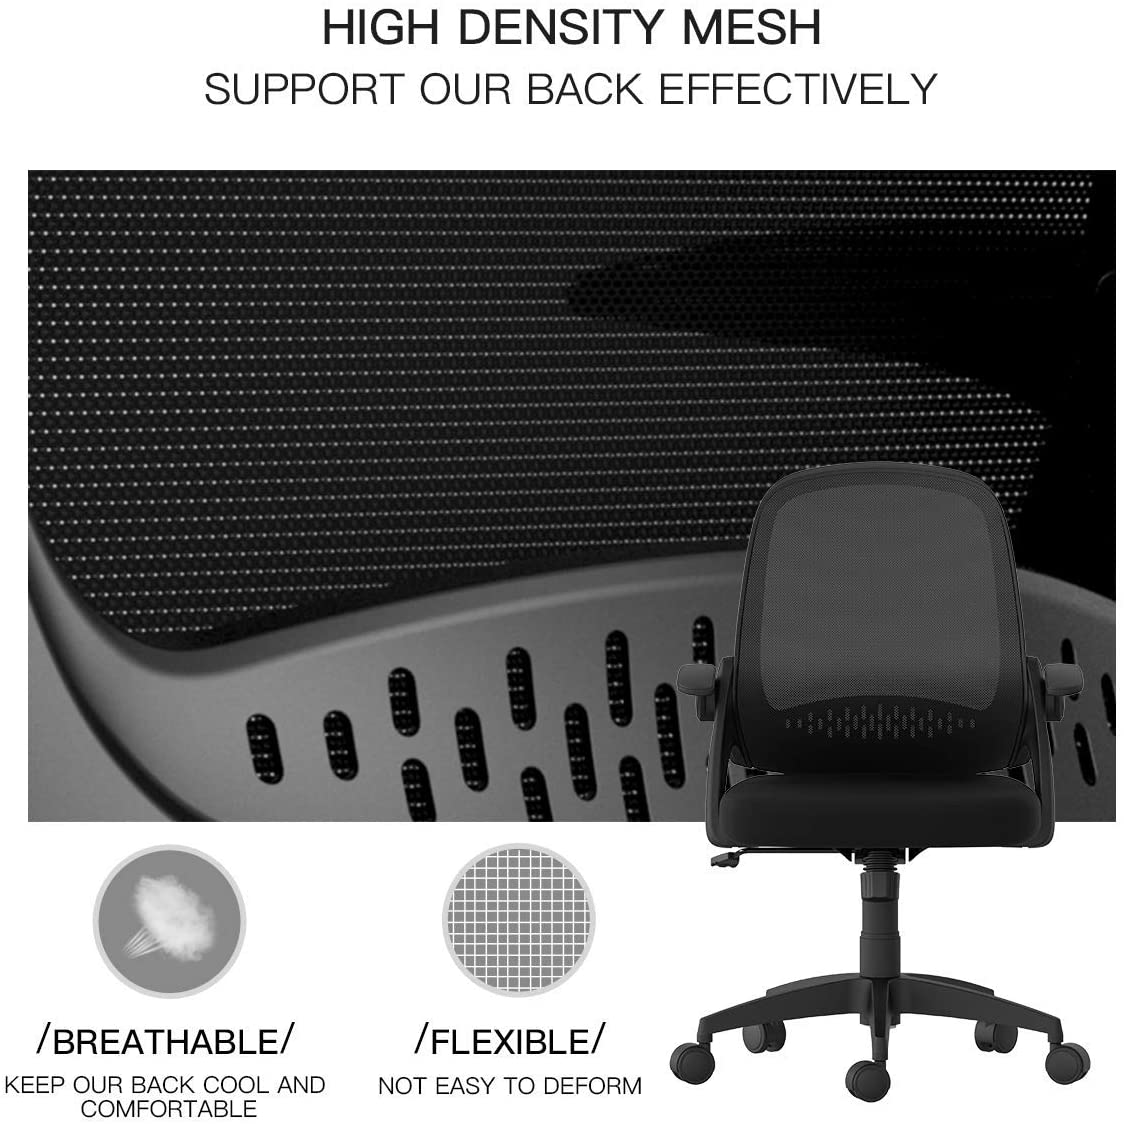 HIGH DENSITY MESH
SUPPORT OUR BACK EFFECTIVELY
/BREATHABLE/
KEEP OUR BACK COOL AND
COMFORTABLE
/FLEXIBLE/
NOT EASY TO DEFORM